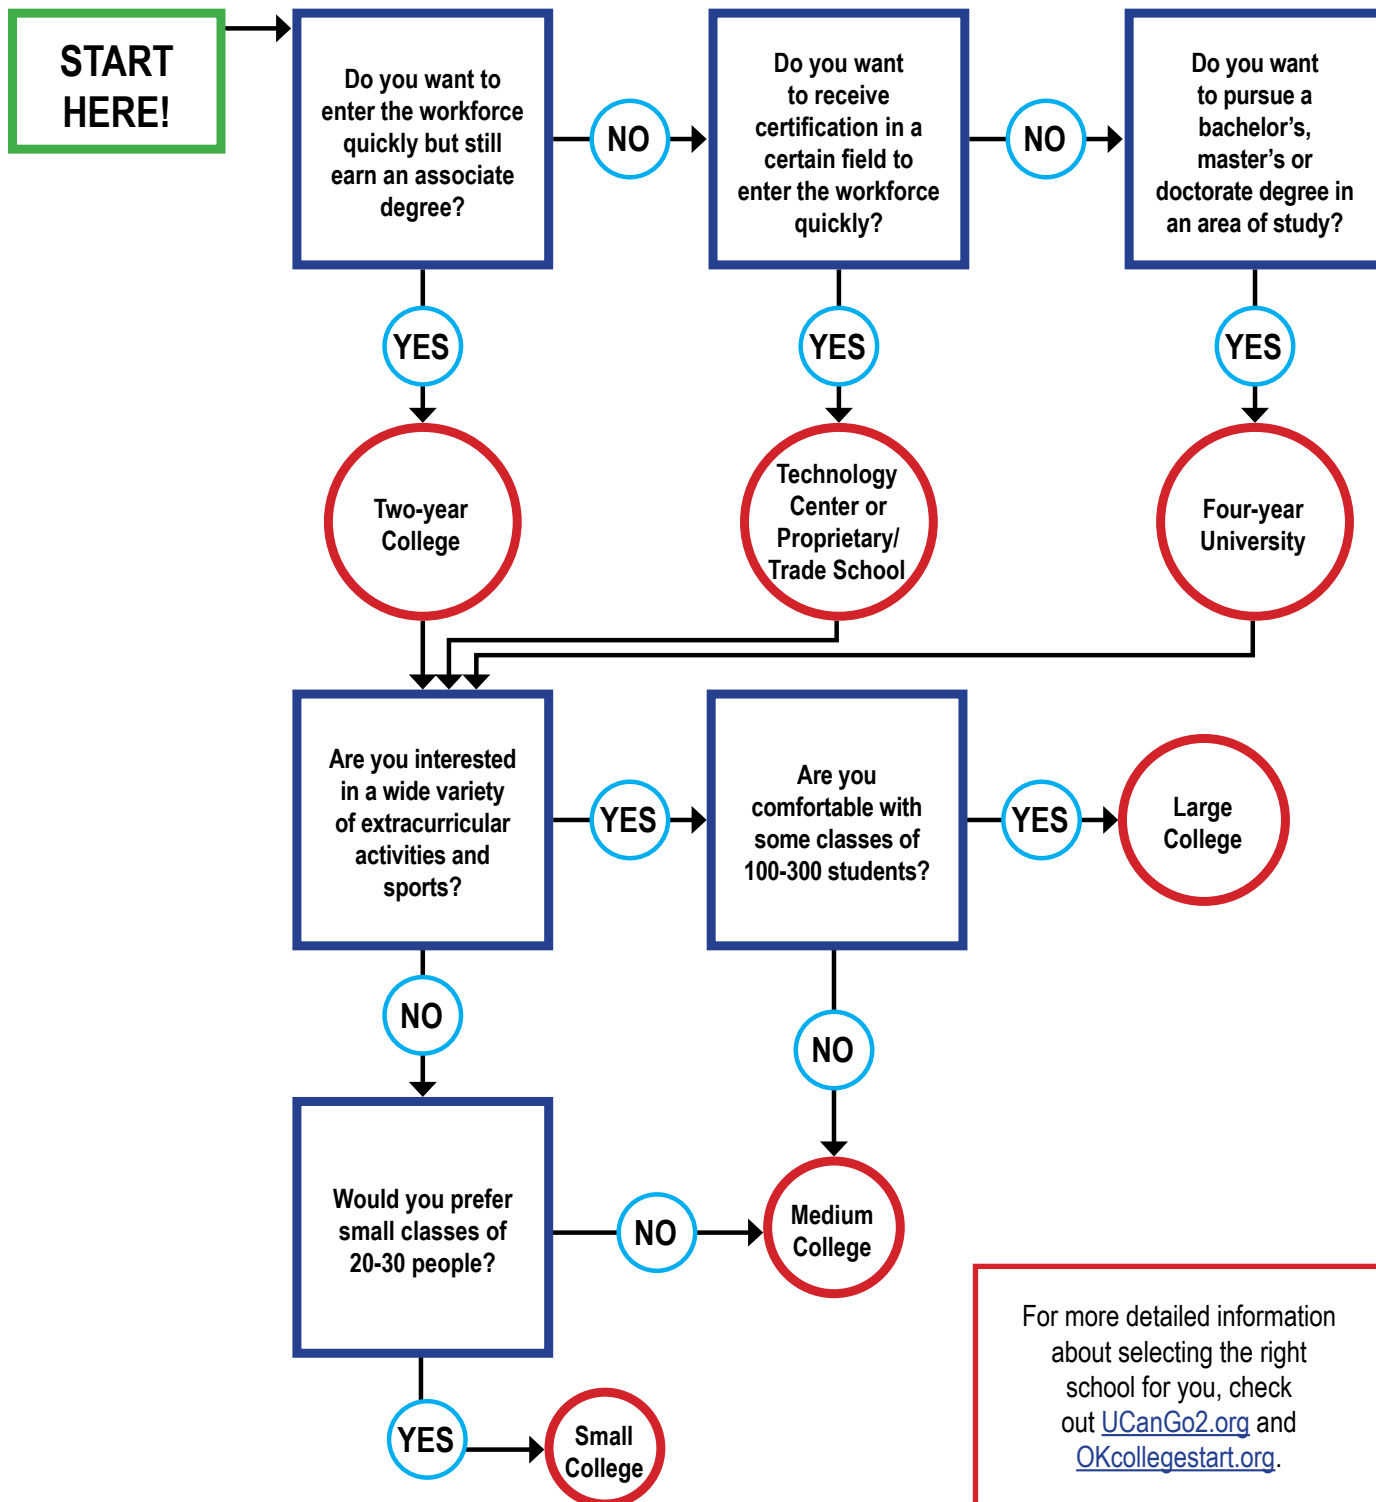 START
HERE!
Do you want to
enter the workforce
quickly but still
earn an associate
degree?
NO
Do you want
to receive
certification in a
certain field to
enter the workforce
quickly?
NO
Do you want
to pursue a
bachelor’s,
master’s or
doctorate degree in
an area of study?
YES
YES
YES
Two-year
College
Technology
Center or
Proprietary/
Trade School
Four-year
University
Are you interested
in a wide variety
of extracurricular
activities and
sports?
YES
Are you
comfortable with
some classes of
100-300 students?
YES
Large
College
NO
NO
Would you prefer
small classes of
20-30 people?
NO
Medium
College
YES
Small
College
For more detailed information
about selecting the right
school for you, check
out UCanGo2.org and
OKcollegestart.org.